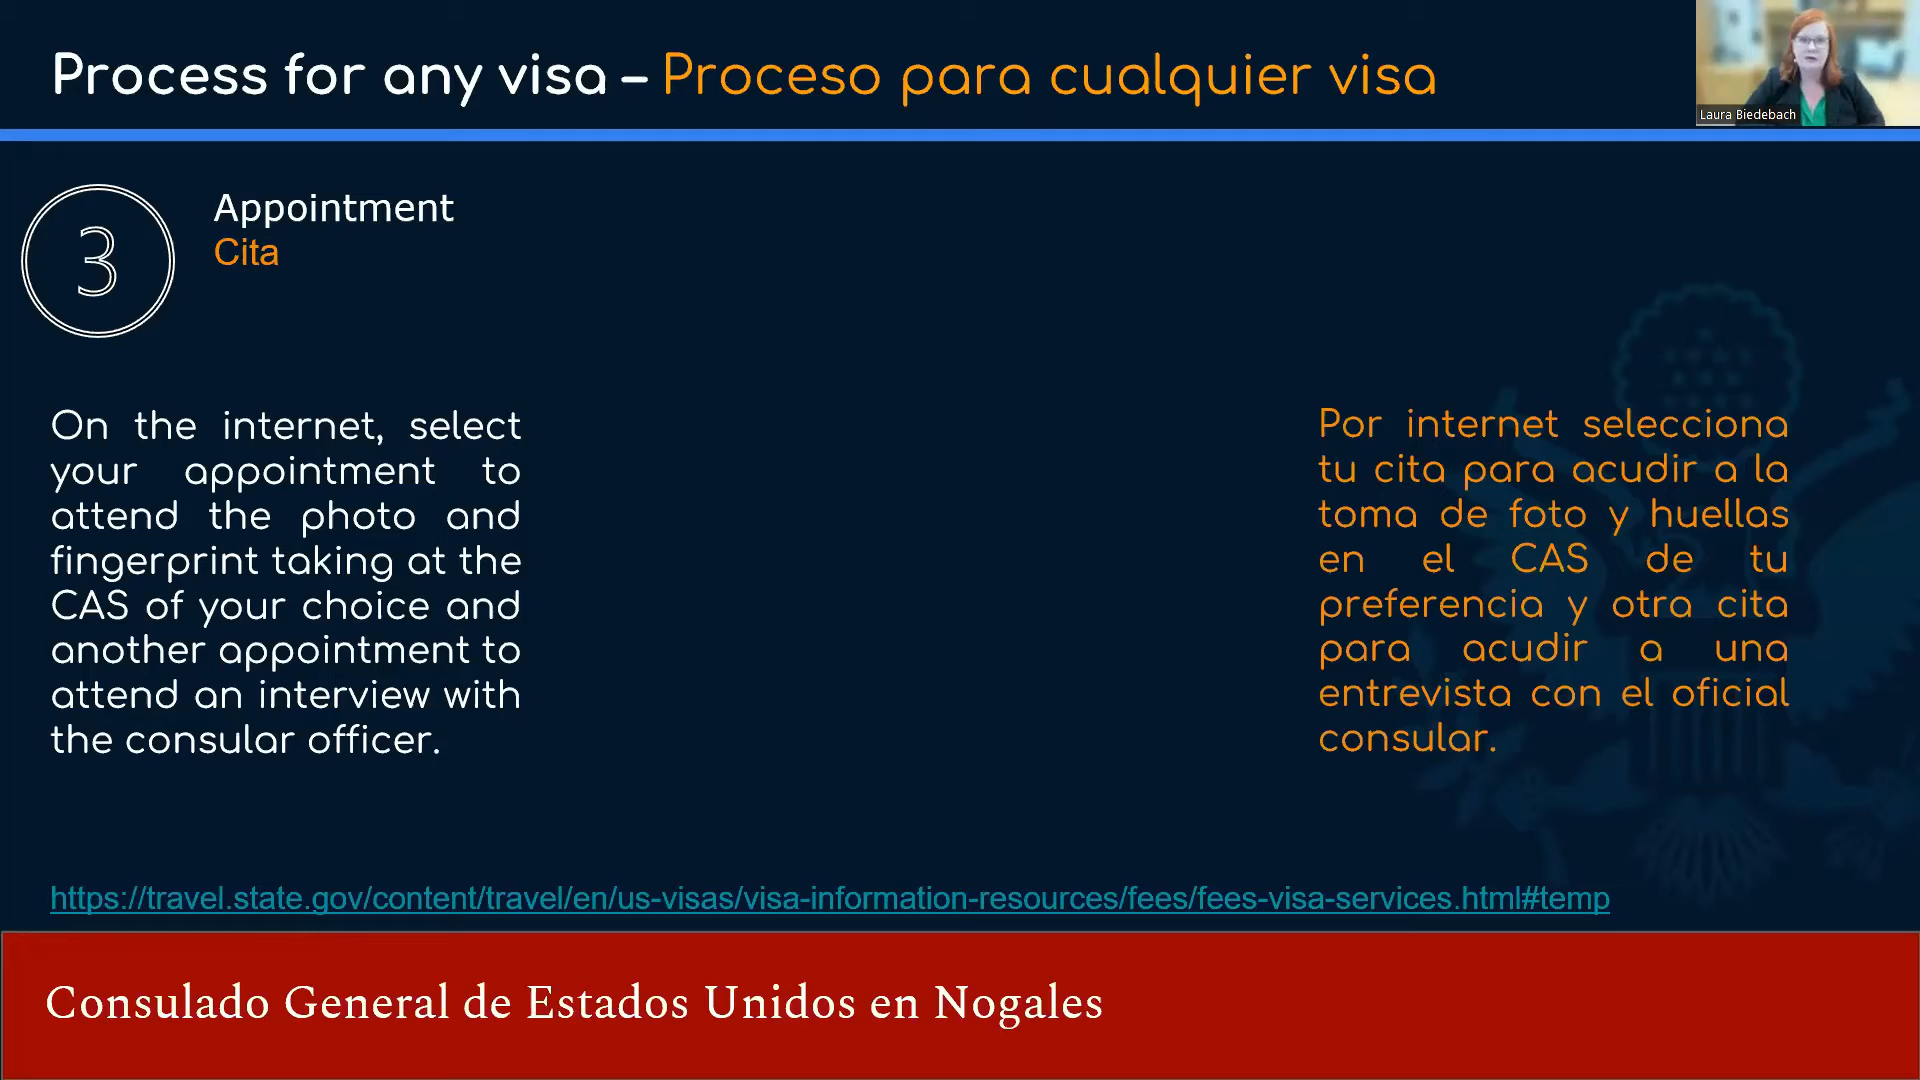 Process for any visa – Proceso para cualquier visa
Laura Biedebach
3
Appointment
Cita
On the internet, select
your appointment to
attend the photo and
fingerprint taking at the
CAS of your choice and
another appointment to
attend an interview with
the consular officer.
Por internet selecciona
tu cita para acudir a la
toma de foto y huellas
en el CAS de tu
preferencia y otra cita
para acudir a una
entrevista con el oficial
consular.
https://travel.state.gov/content/travel/en/us-visas/visa-information-resources/fees/fees-visa-services.html#temp
Consulado General de Estados Unidos en Nogales